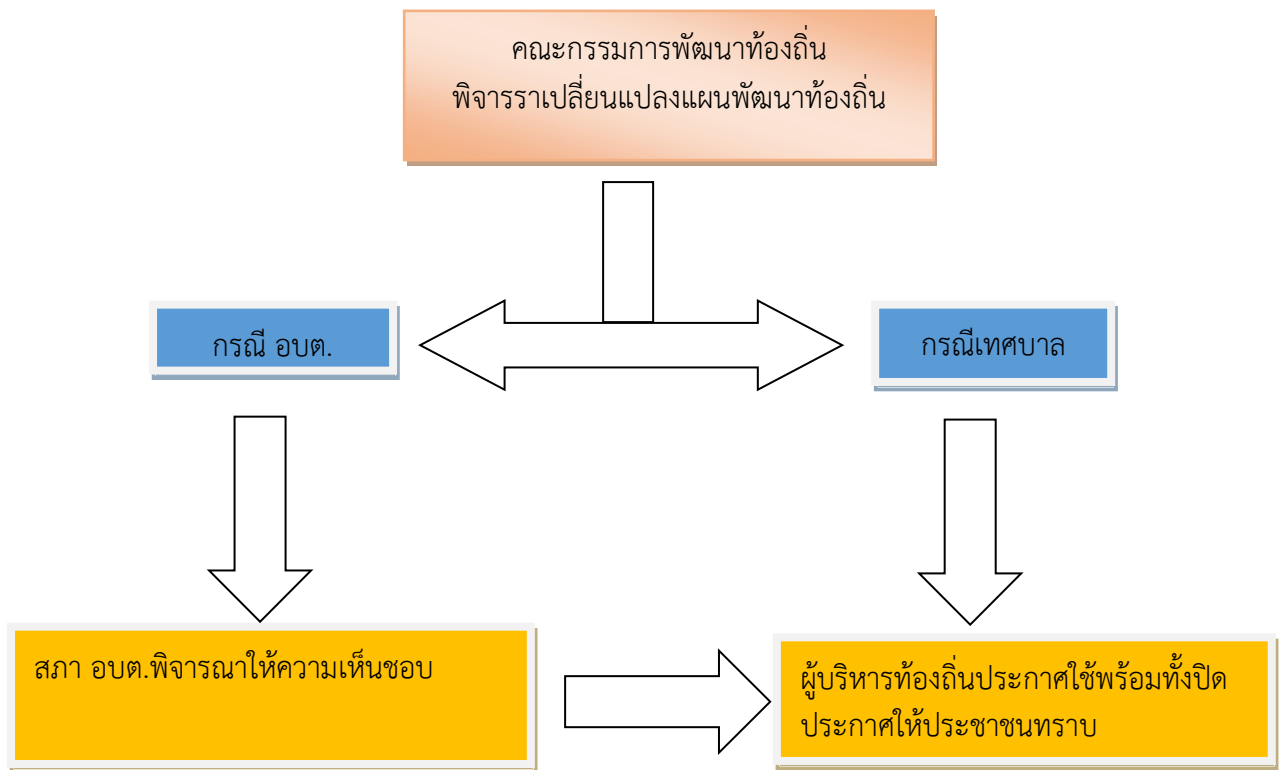 คณะกรรมการพัฒนาท้องถิ่น
พิจารราเปลี่ยนแปลงแผนพัฒนาท้องถิ่น
กรณี อบต.
กรณีเทศบาล
สภา อบต.พิจารณาให้ความเห็นชอบ
ผู้บริหารท้องถิ่นประกาศใช้พร้อมทั้งปิด
ประกาศให้ประชาชนทราบ